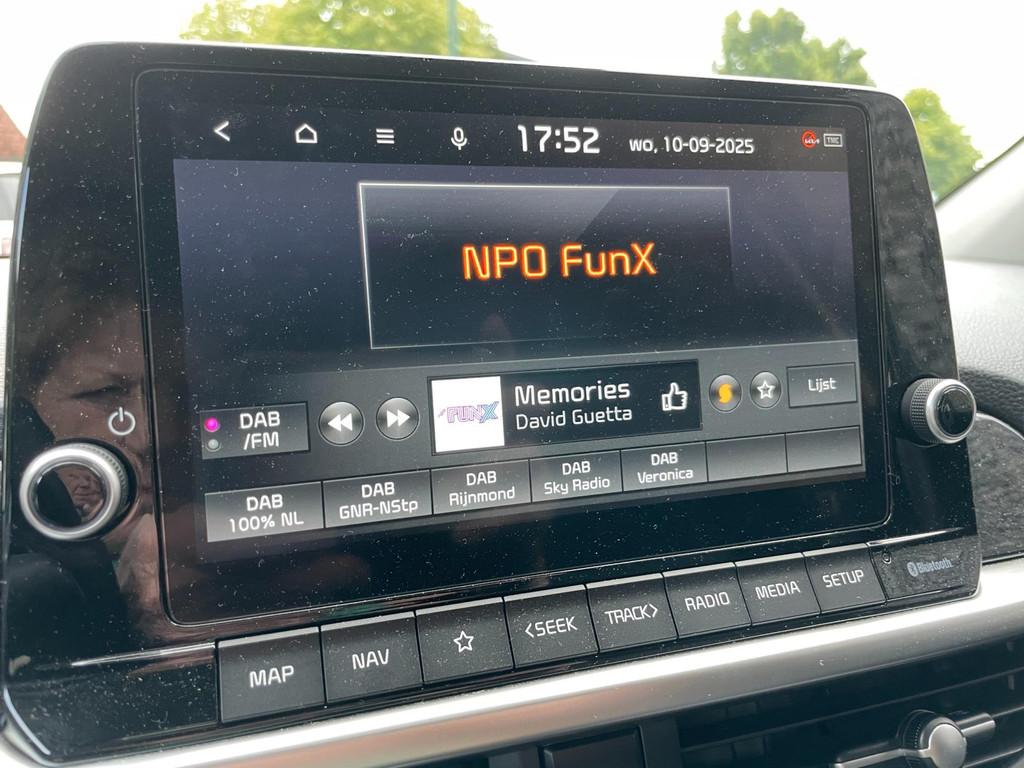 17:52 wo, 10-09-2025 TMC
NPO FunX
DAB
/FM
FUNX
Memories
David Guetta
Lijst
DAB
100% NL
DAB
GNR-NStp
DAB
Rijnmond
DAB
Sky Radio
DAB
Veronica
MAP
NAV
<SEEK
TRACK>
RADIO
MEDIA
SETUP
Bluetooth